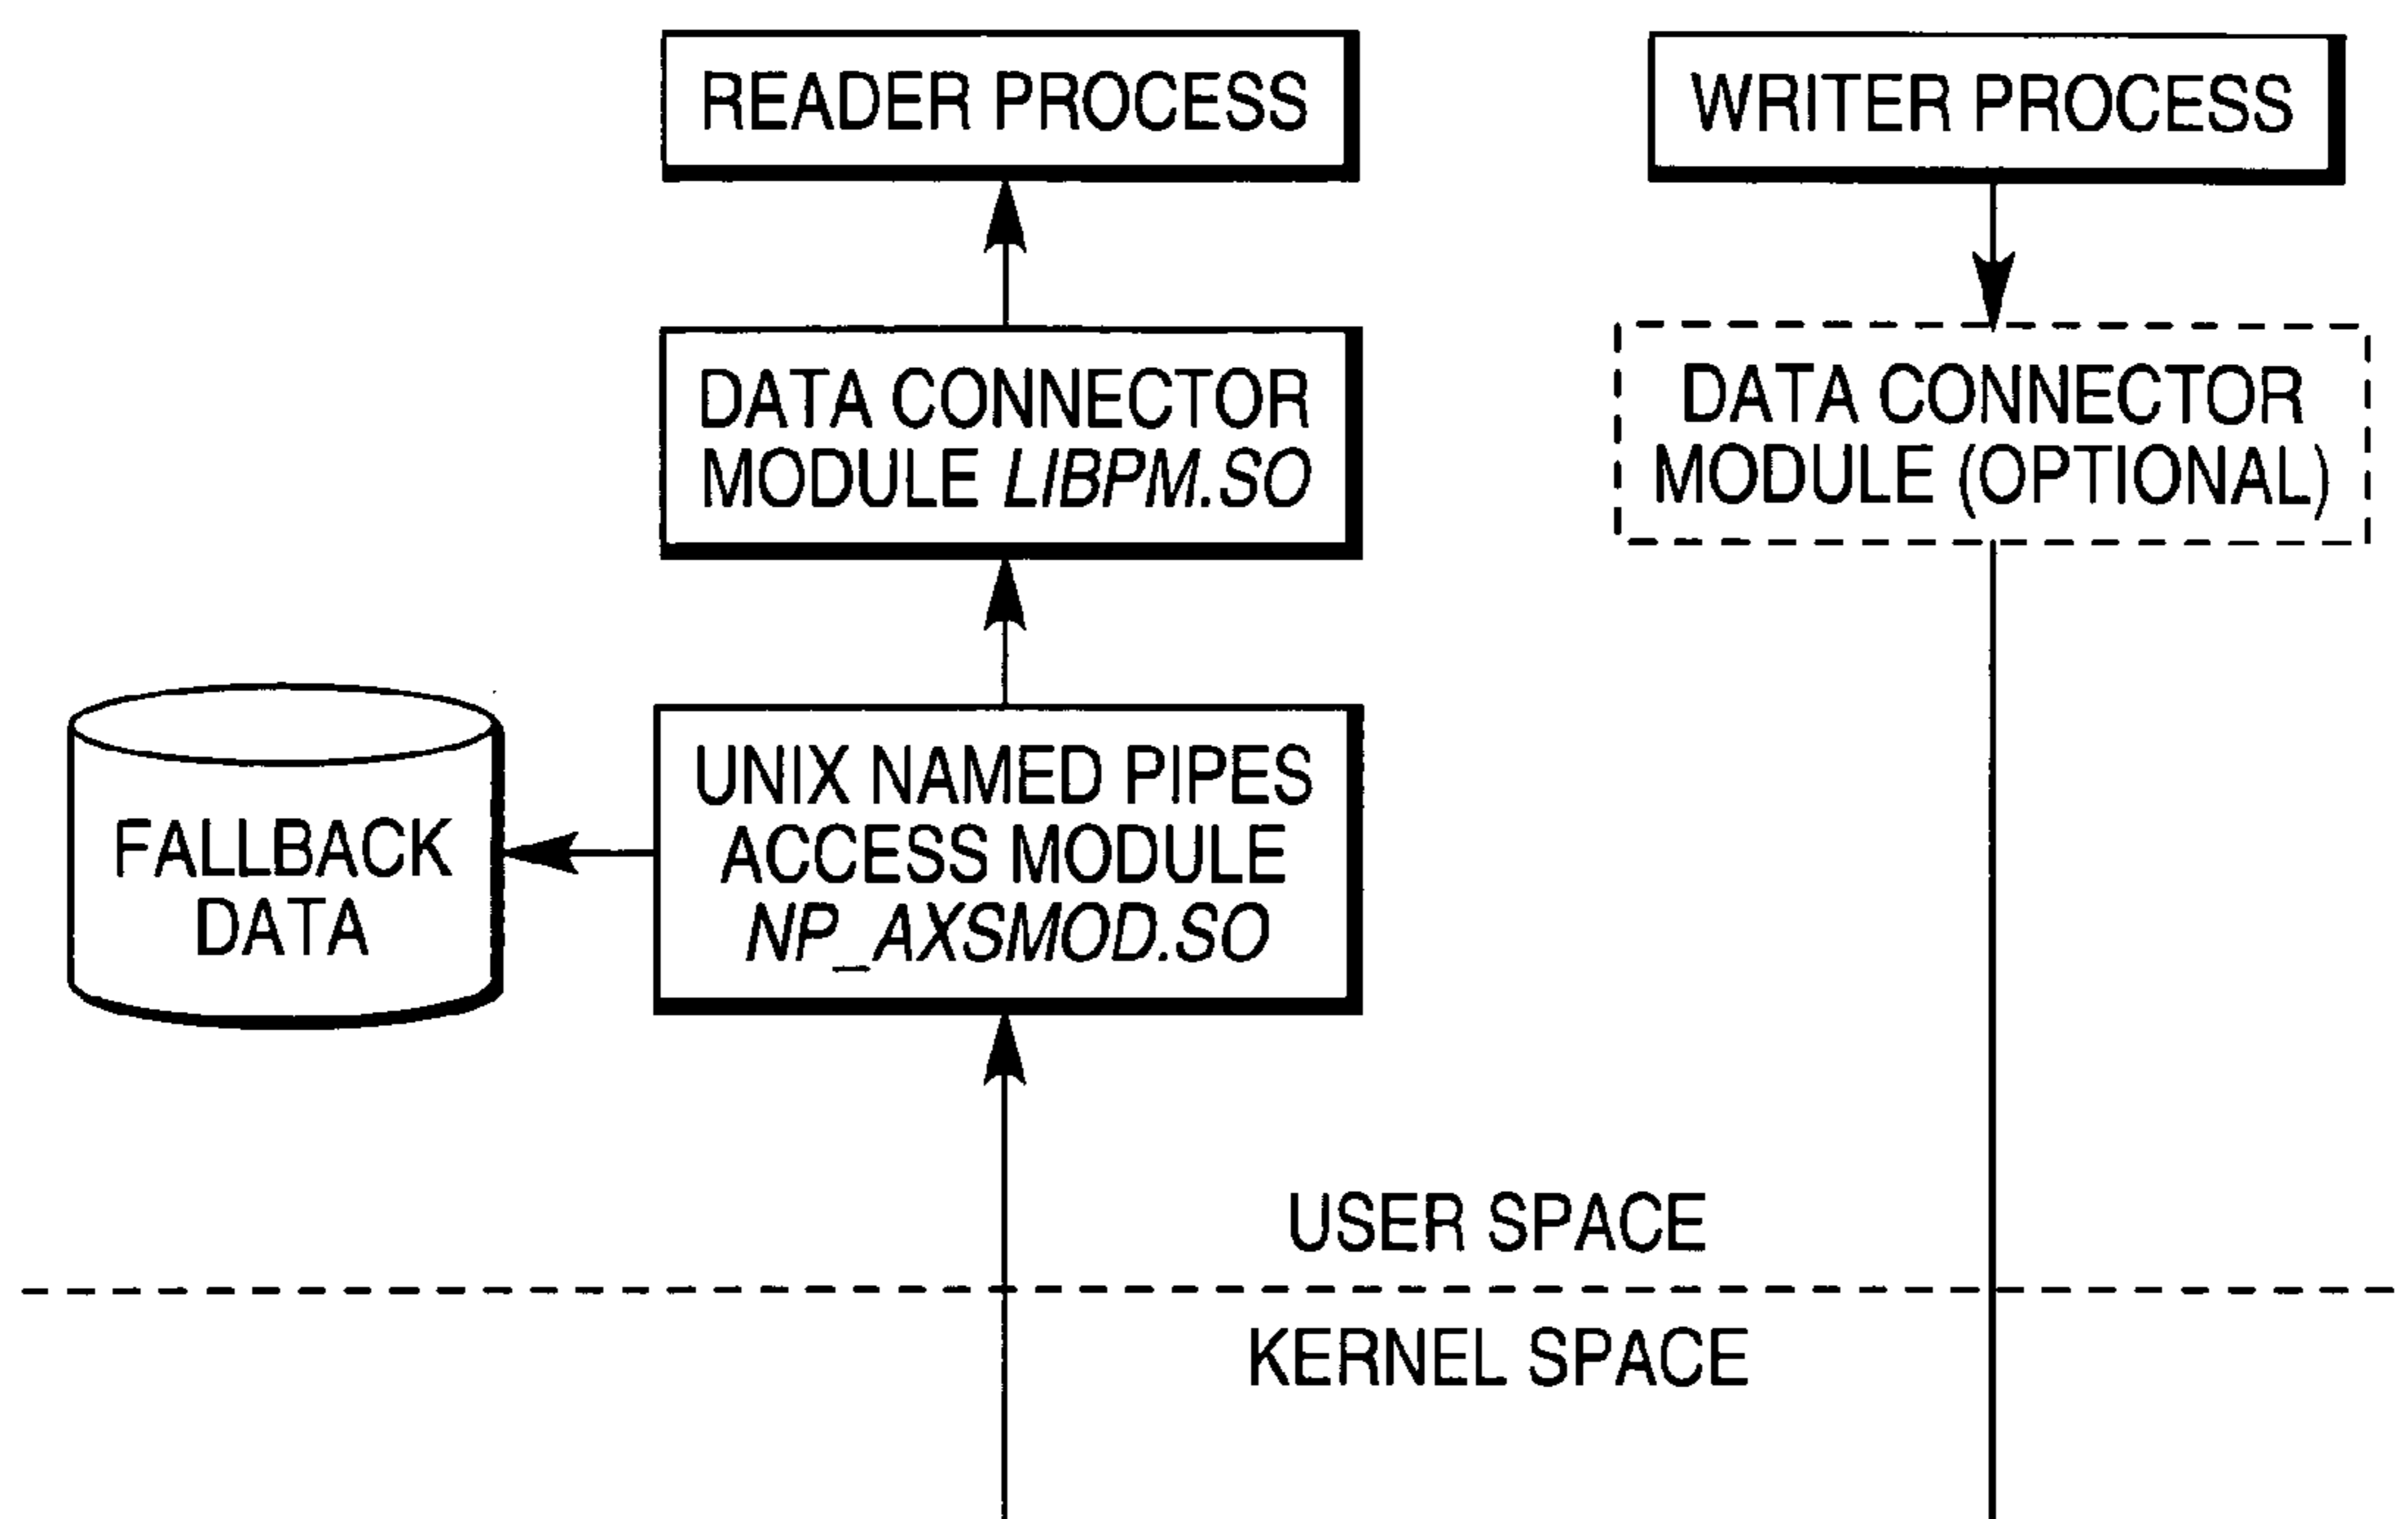 READER PROCESS
WRITER PROCESS
DATA CONNECTOR
MODULE LIBPM.SO
DATA CONNECTOR
MODULE (OPTIONAL)
UNIX NAMED PIPES
ACCESS MODULE
NP_AXSMOD.SO
FALLBACK
DATA
USER SPACE
KERNEL SPACE